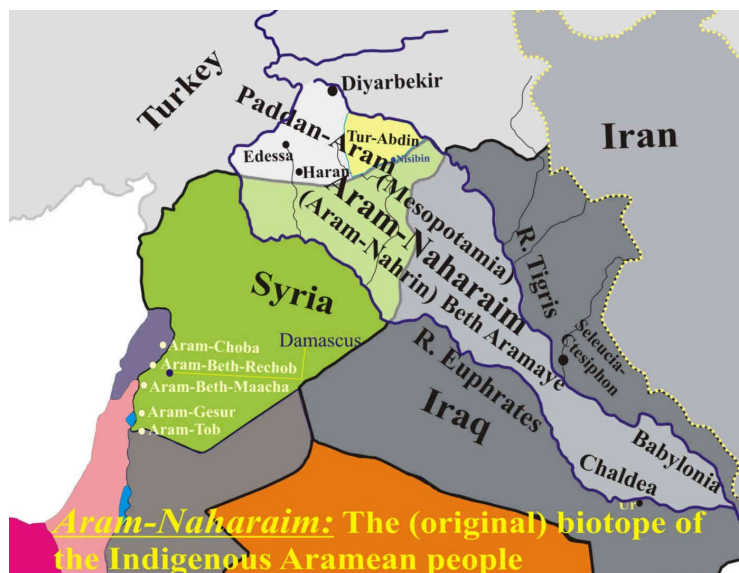 Turkey
Diyarbekir
Paddan-Aram
Tur-Abdin
Nisibin
Edessa
Haran
Iran
Aram-Naharaim
(Mesopotamia)
(Aram-Nahrin)
Beth Aramaye
R. Tigris
Seleucia-
Ctesiphon
Syria
Damascus
Aram-Choba
Aram-Beth-Rechob
Aram-Beth-Maacha
Aram-Gesur
Aram-Tob
R. Euphrates
Iraq
Babylonia
Chaldea
Ur
Aram-Naharaim: The (original) biotope of
the Indigenous Aramean people